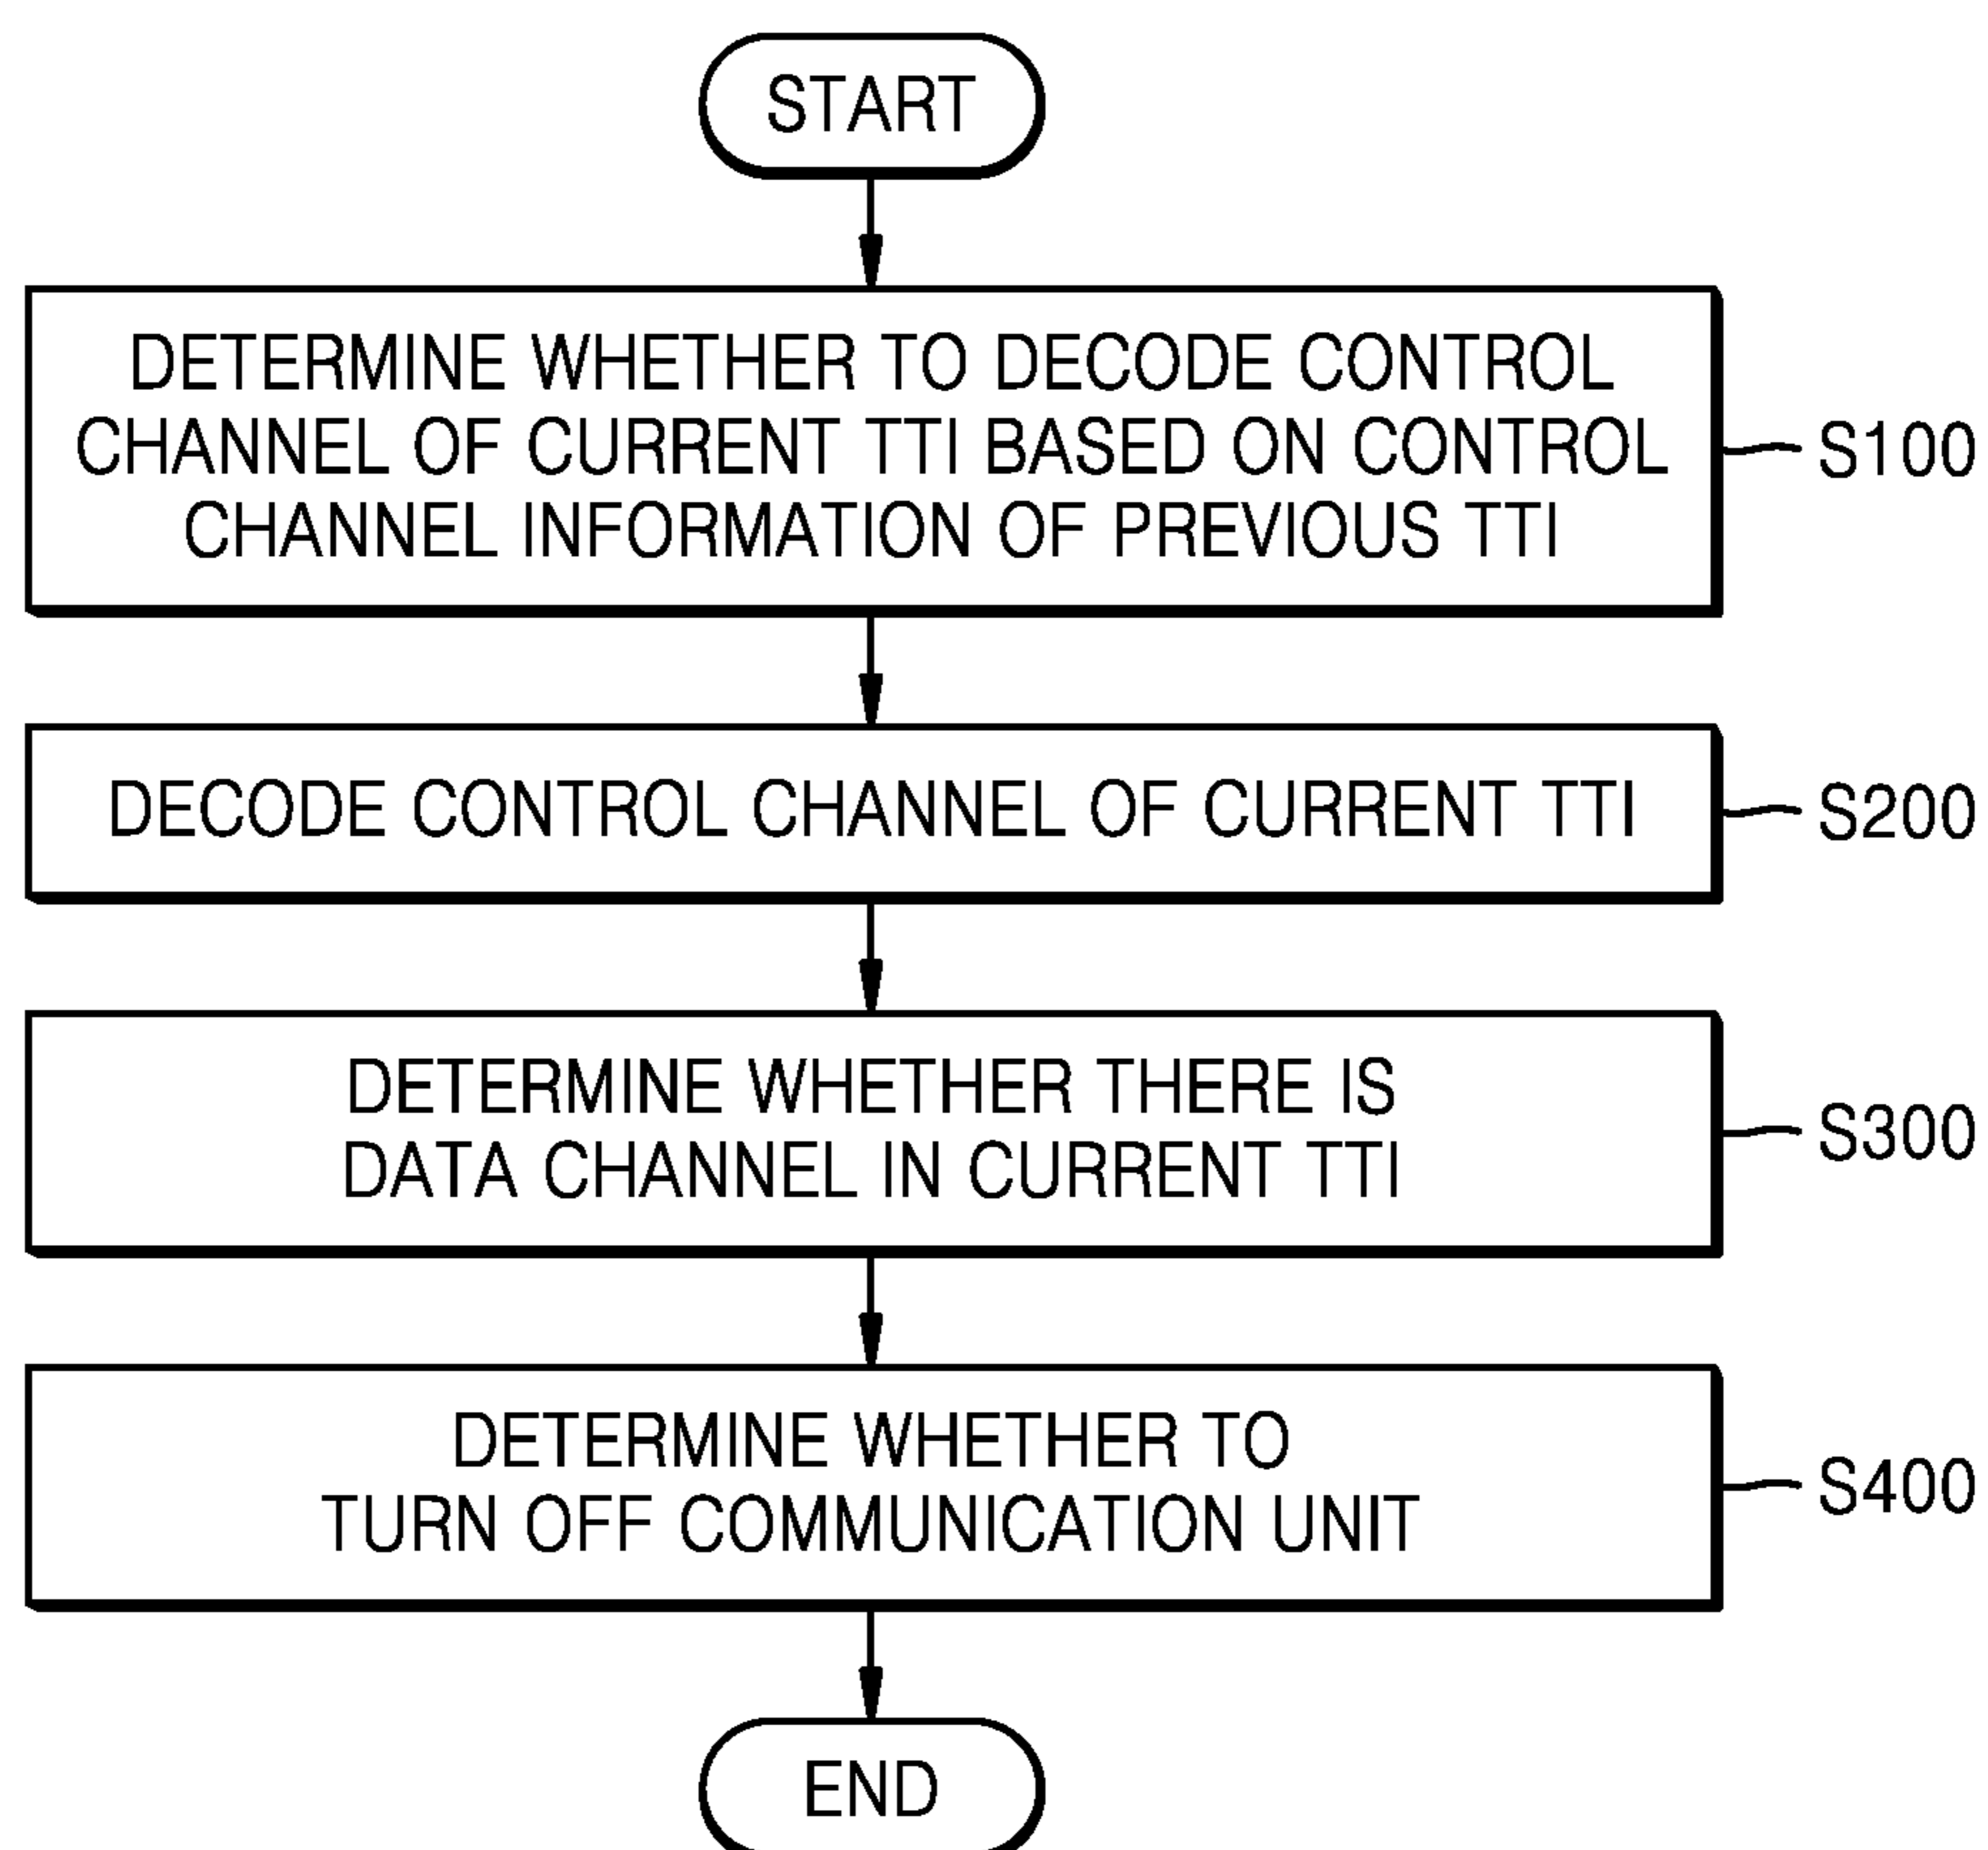 START
DETERMINE WHETHER TO DECODE CONTROL
CHANNEL OF CURRENT TTI BASED ON CONTROL
CHANNEL INFORMATION OF PREVIOUS TTI
S100
DECODE CONTROL CHANNEL OF CURRENT TTI
S200
DETERMINE WHETHER THERE IS
DATA CHANNEL IN CURRENT TTI
S300
DETERMINE WHETHER TO
TURN OFF COMMUNICATION UNIT
S400
END